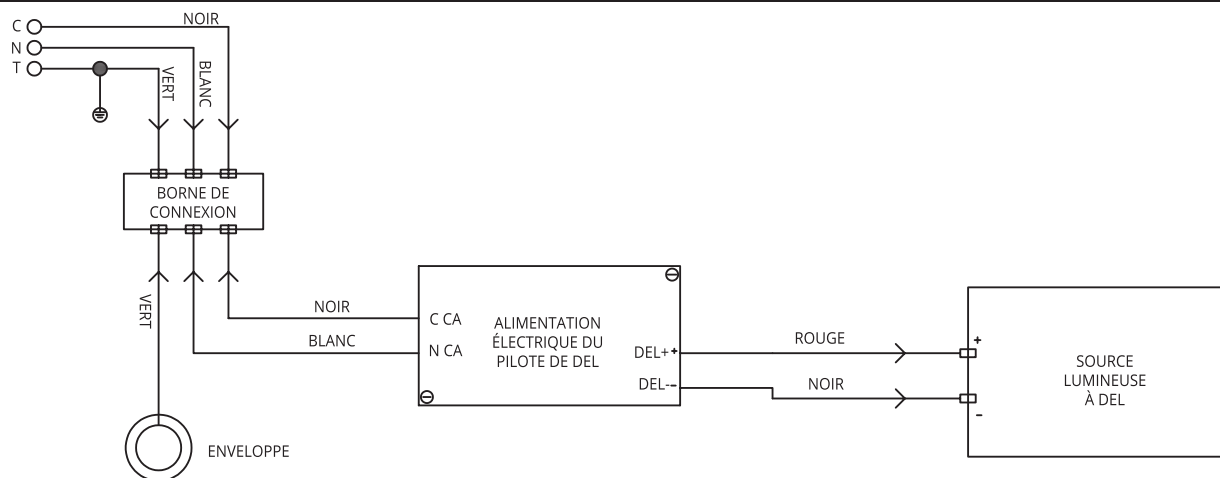 C
NOIR
N
T
VERT
BLANC
BORNE DE
CONNEXION
VERT
NOIR
BLANC
C CA
N CA
ALIMENTATION
ÉLECTRIQUE DU
PILOTE DE DEL
DEL+ +
DEL- -
ROUGE
NOIR
+
-
SOURCE
LUMINEUSE
À DEL
ENVELOPPE